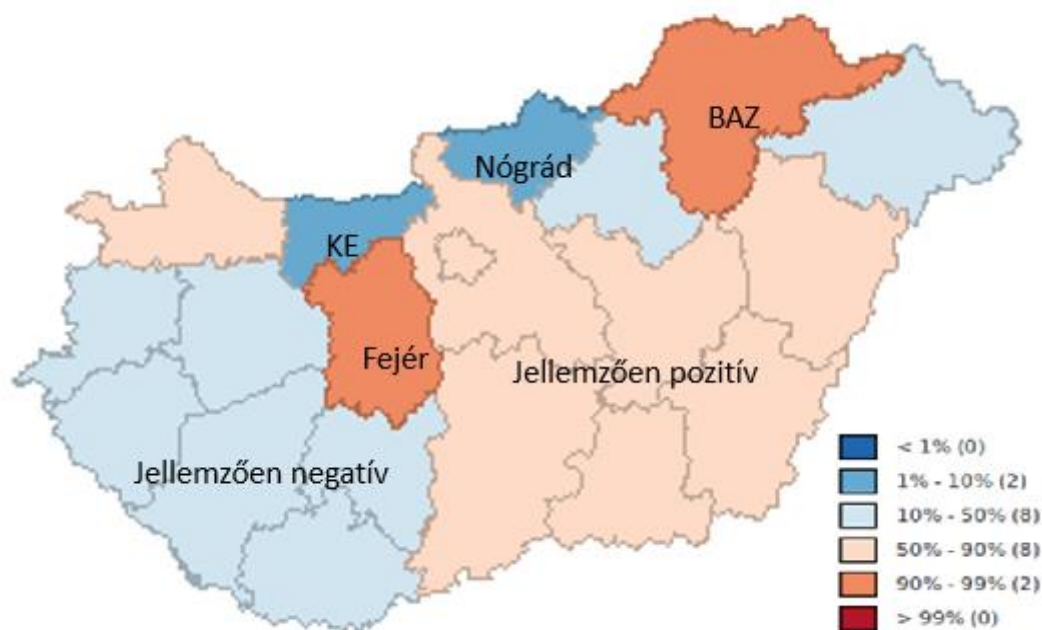 BAZ
Nógrád
KE
Fejér
Jellemzően pozitív
Jellemzően negatív
< 1% (0)
1% - 10% (2)
10% - 50% (8)
50% - 90% (8)
90% - 99% (2)
> 99% (0)